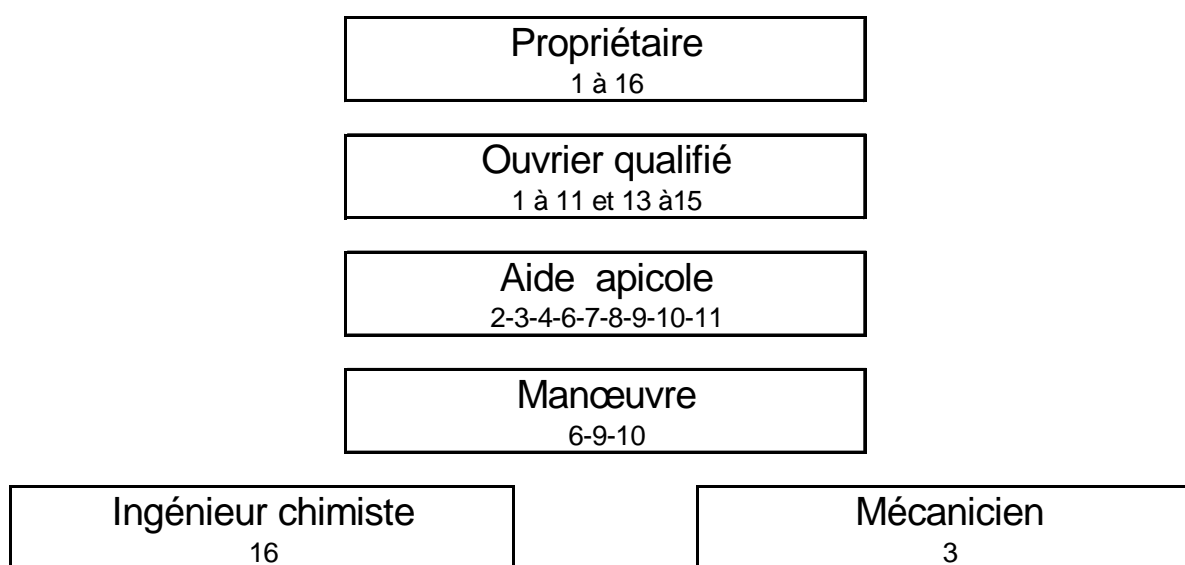 Propriétaire
1 à 16
Ouvrier qualifié
1 à 11 et 13 à15
Aide apicole
2-3-4-6-7-8-9-10-11
Manœuvre
6-9-10
Ingénieur chimiste
16
Mécanicien
3